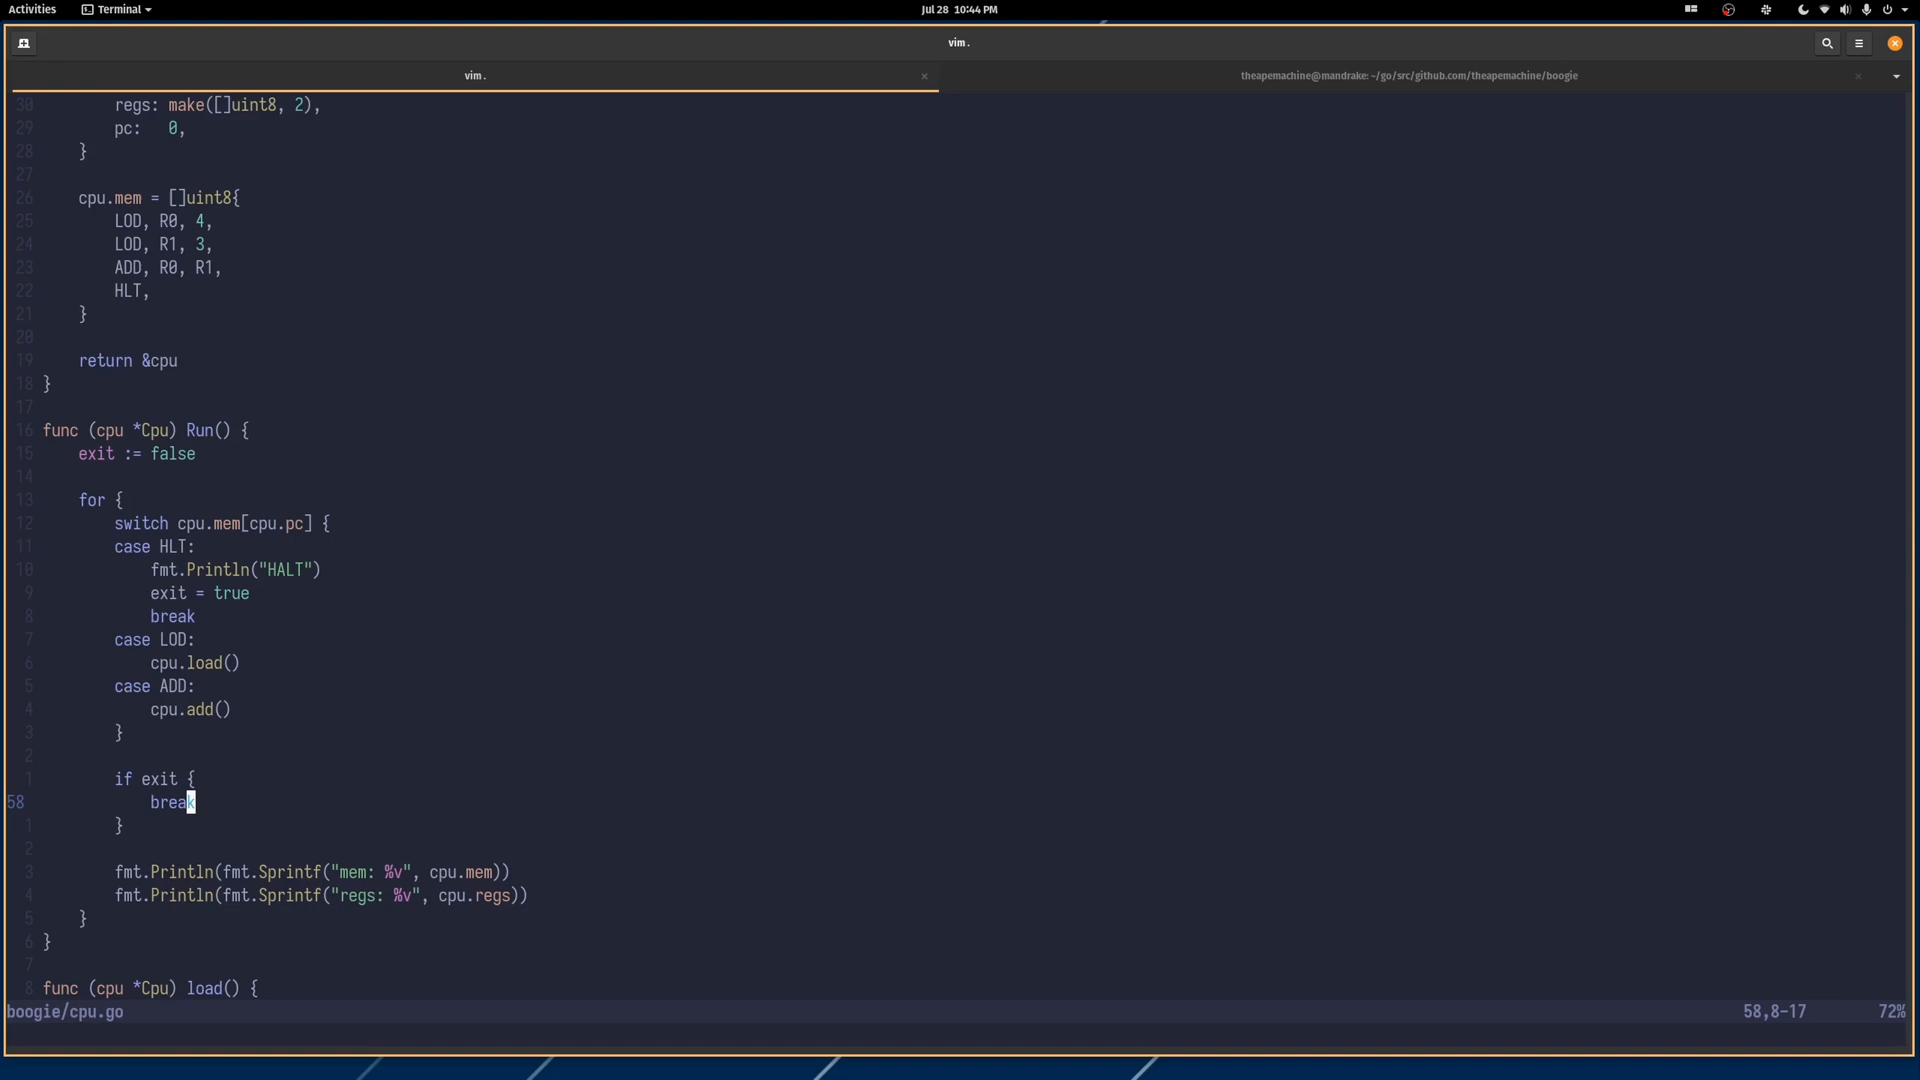 Activities Terminal Jul 28 10:44 PM
vim .
vim . × theapemachine@mandrake: ~/go/src/github.com/theapemachine/boogie ×
30 regs: make([]uint8, 2),
29 pc: 0,
28 }
27
26 cpu.mem = []uint8{
25 LOD, R0, 4,
24 LOD, R1, 3,
23 ADD, R0, R1,
22 HLT,
21 }
20
19 return &cpu
18 }
17
16 func (cpu *Cpu) Run() {
15 exit := false
14
13 for {
12 switch cpu.mem[cpu.pc] {
11 case HLT:
10 fmt.Println("HALT")
9 exit = true
8 break
7 case LOD:
6 cpu.load()
5 case ADD:
4 cpu.add()
3 }
2
1 if exit {
58 break
1 }
2
3 fmt.Println(fmt.Sprintf("mem: %v", cpu.mem))
4 fmt.Println(fmt.Sprintf("regs: %v", cpu.regs))
5 }
6 }
7
8 func (cpu *Cpu) load() {
boogie/cpu.go 58,8-17 72%